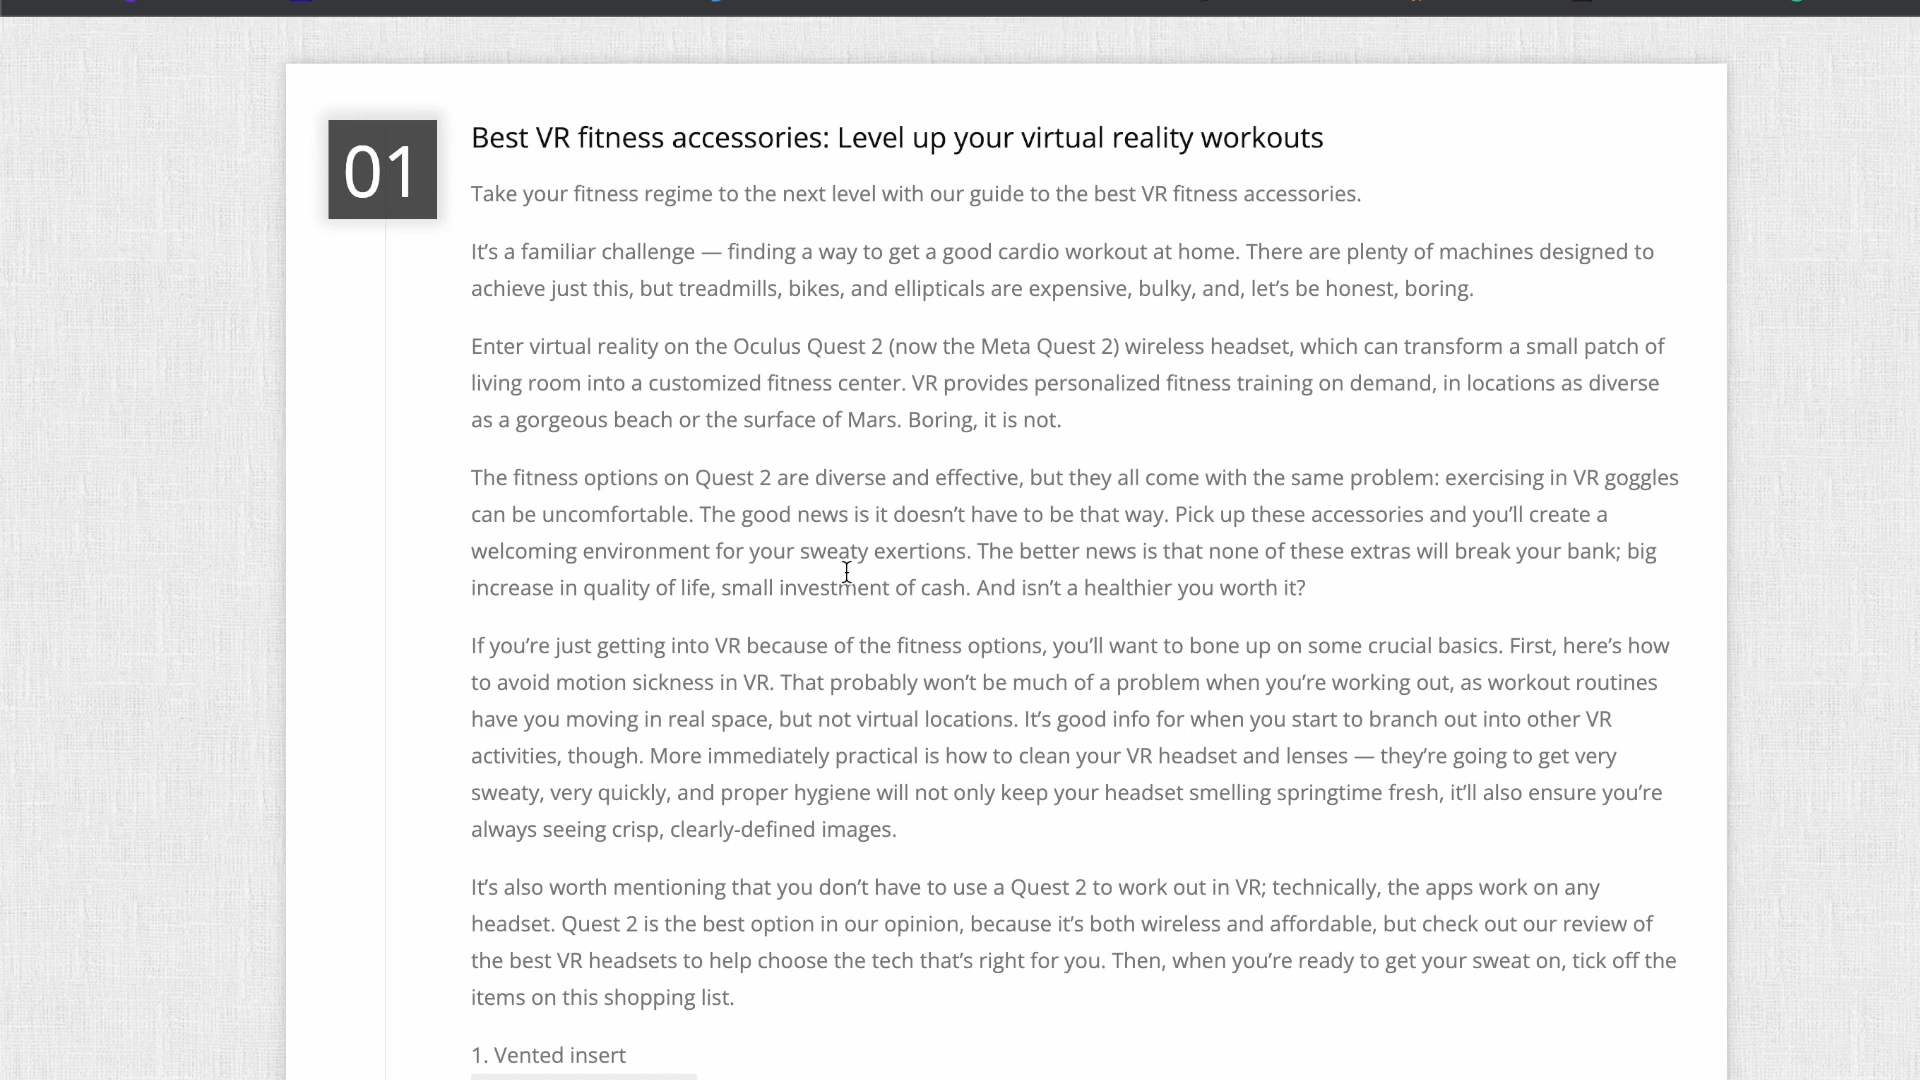 01
Best VR fitness accessories: Level up your virtual reality workouts
Take your fitness regime to the next level with our guide to the best VR fitness accessories.
It’s a familiar challenge — finding a way to get a good cardio workout at home. There are plenty of machines designed to
achieve just this, but treadmills, bikes, and ellipticals are expensive, bulky, and, let’s be honest, boring.
Enter virtual reality on the Oculus Quest 2 (now the Meta Quest 2) wireless headset, which can transform a small patch of
living room into a customized fitness center. VR provides personalized fitness training on demand, in locations as diverse
as a gorgeous beach or the surface of Mars. Boring, it is not.
The fitness options on Quest 2 are diverse and effective, but they all come with the same problem: exercising in VR goggles
can be uncomfortable. The good news is it doesn’t have to be that way. Pick up these accessories and you’ll create a
welcoming environment for your sweaty exertions. The better news is that none of these extras will break your bank; big
increase in quality of life, small investment of cash. And isn’t a healthier you worth it?
If you’re just getting into VR because of the fitness options, you’ll want to bone up on some crucial basics. First, here’s how
to avoid motion sickness in VR. That probably won’t be much of a problem when you’re working out, as workout routines
have you moving in real space, but not virtual locations. It’s good info for when you start to branch out into other VR
activities, though. More immediately practical is how to clean your VR headset and lenses — they’re going to get very
sweaty, very quickly, and proper hygiene will not only keep your headset smelling springtime fresh, it’ll also ensure you’re
always seeing crisp, clearly-defined images.
It’s also worth mentioning that you don’t have to use a Quest 2 to work out in VR; technically, the apps work on any
headset. Quest 2 is the best option in our opinion, because it’s both wireless and affordable, but check out our review of
the best VR headsets to help choose the tech that’s right for you. Then, when you’re ready to get your sweat on, tick off the
items on this shopping list.
1. Vented insert